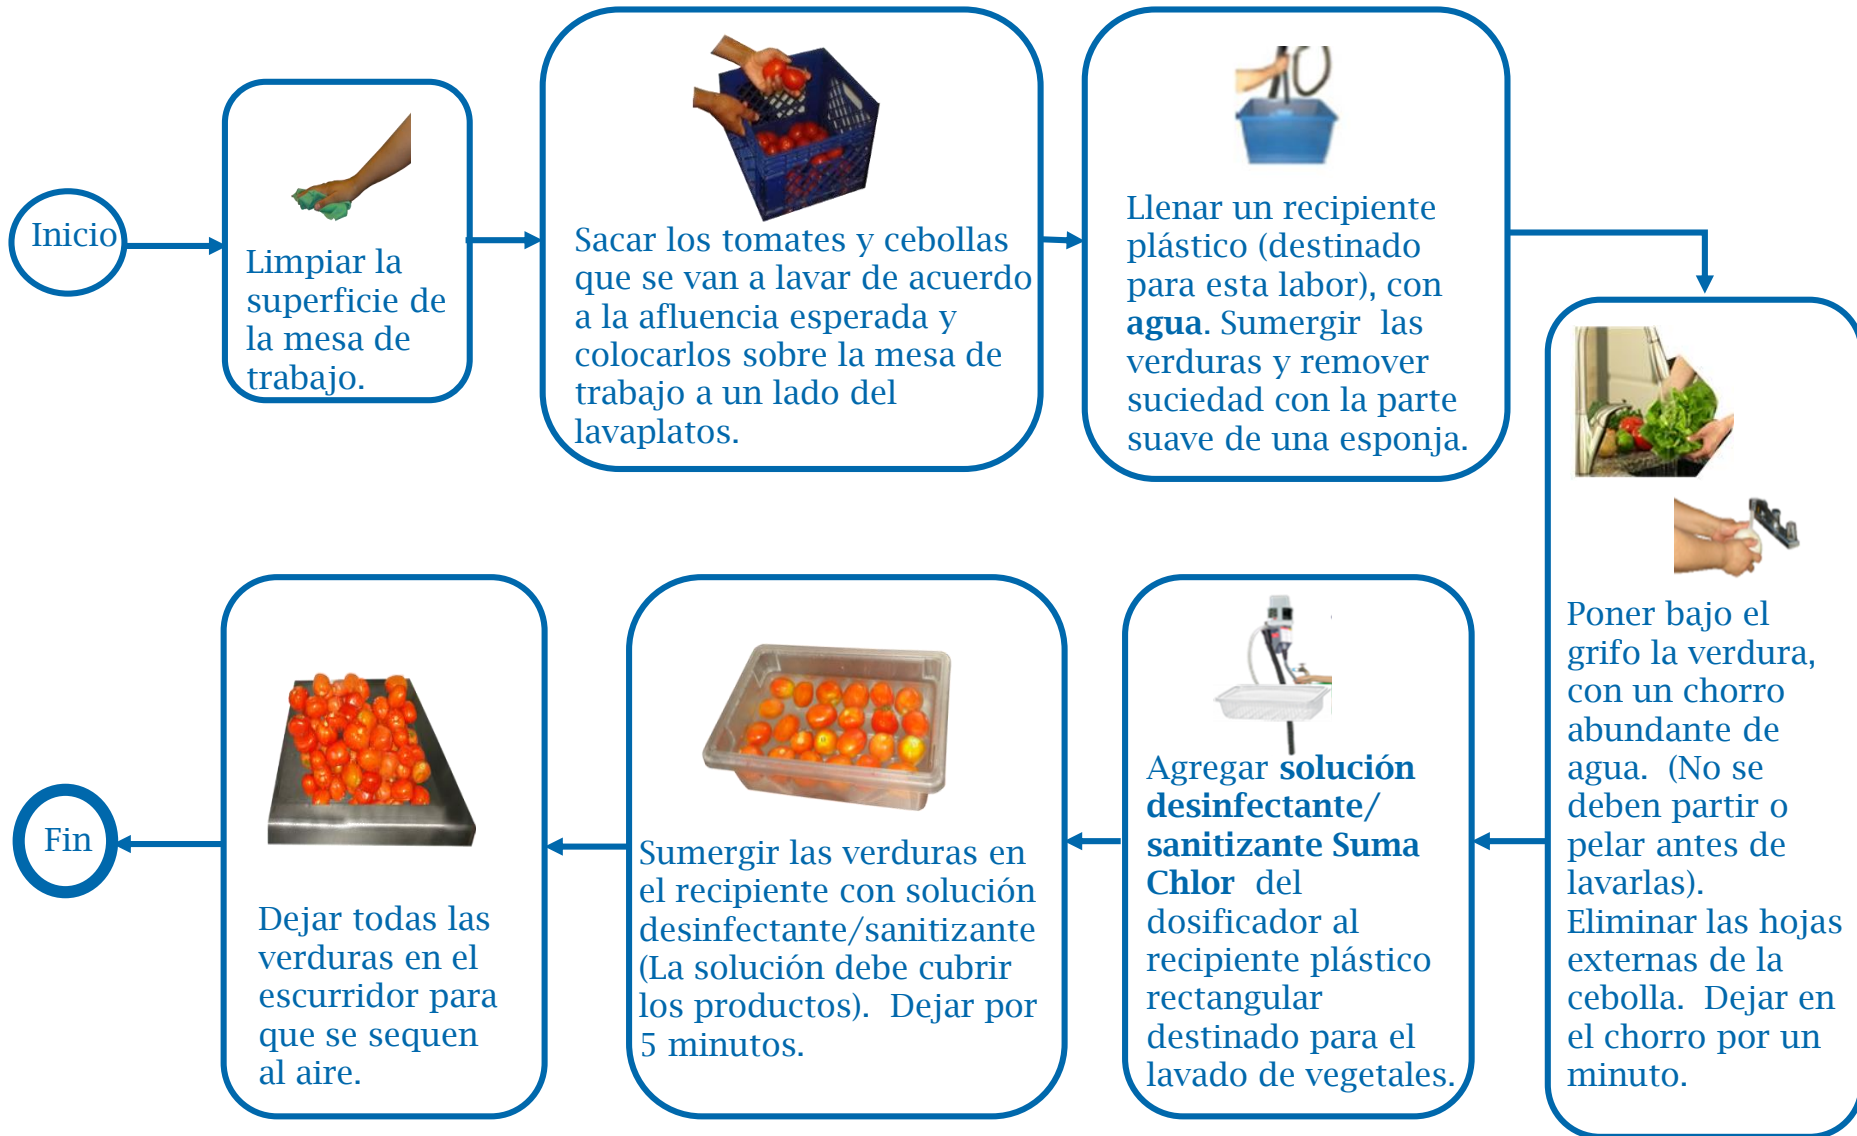 Inicio
Limpiar la
superficie de
la mesa de
trabajo.
Sacar los tomates y cebollas
que se van a lavar de acuerdo
a la afluencia esperada y
colocarlos sobre la mesa de
trabajo a un lado del
lavaplatos.
Llenar un recipiente
plástico (destinado
para esta labor), con
agua. Sumergir las
verduras y remover
suciedad con la parte
suave de una esponja.
Poner bajo el
grifo la verdura,
con un chorro
abundante de
agua. (No se
deben partir o
pelar antes de
lavarlas).
Eliminar las hojas
externas de la
cebolla. Dejar en
el chorro por un
minuto.
Agregar solución
desinfectante/
sanitizante Suma
Chlor del
dosificador al
recipiente plástico
rectangular
destinado para el
lavado de vegetales.
Sumergir las verduras en
el recipiente con solución
desinfectante/sanitizante
(La solución debe cubrir
los productos). Dejar por
5 minutos.
Dejar todas las
verduras en el
escurridor para
que se sequen
al aire.
Fin